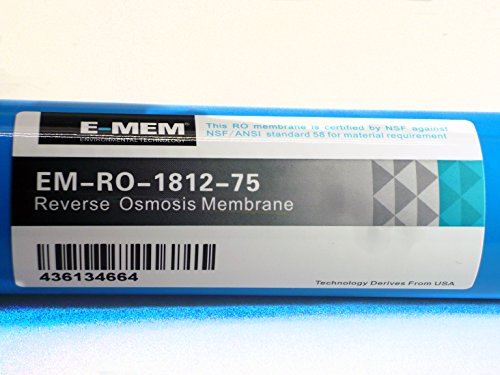 E-MEM
ENVIRONMENTAL TECHNOLOGY
This RO membrane is certified by NSF against
NSF/ANSI standard 58 for material requirement
EM-RO-1812-75
Reverse Osmosis Membrane
436134664
Technology Derives From USA